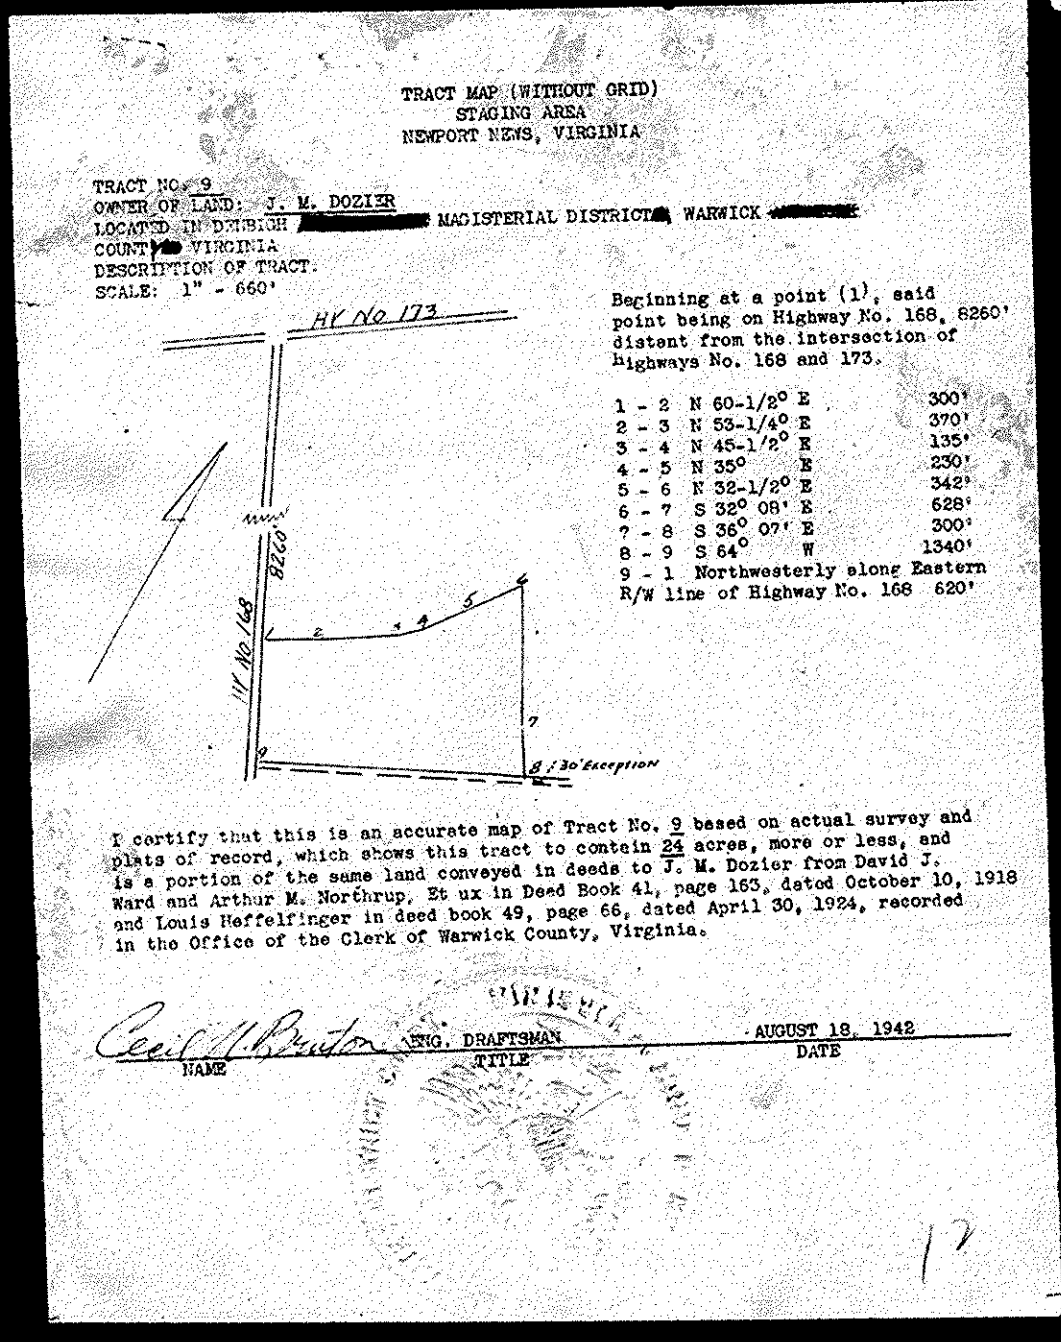 TRACT MAP (WITHOUT GRID)
STAGING AREA
NEWPORT NEWS, VIRGINIA
TRACT NO. 9
OWNER OF LAND: J. M. DOZIER
LOCATED IN DENBIGH MAGISTERIAL DISTRICT, WARWICK
COUNTY VIRGINIA
DESCRIPTION OF TRACT.
SCALE: 1" - 660'
HY NO 173
Beginning at a point (1), said
point being on Highway No. 168, 8260'
distant from the intersection of
highways No. 168 and 173.
1 - 2 N 60-1/2° E 300'
2 - 3 N 53-1/4° E 370'
3 - 4 N 45-1/2° E 135'
4 - 5 N 35° E 230'
5 - 6 N 32-1/2° E 342'
6 - 7 S 32° 08' E 628'
7 - 8 S 36° 07' E 300'
8 - 9 S 64° W 1340'
9 - 1 Northwesterly along Eastern
R/W line of Highway No. 168 620'
8260'
HY NO. 168
1 2 3 4 5 6
7
9
8 30' EXCEPTION
I certify that this is an accurate map of Tract No. 9 based on actual survey and
plats of record, which shows this tract to contain 24 acres, more or less, and
is a portion of the same land conveyed in deeds to J. M. Dozier from David J.
Ward and Arthur M. Northrup, Et ux in Deed Book 41, page 163, dated October 10, 1918
and Louis Heffelfinger in deed book 49, page 66, dated April 30, 1924, recorded
in the Office of the Clerk of Warwick County, Virginia.
Cecil ENG. DRAFTSMAN AUGUST 18, 1942
NAME TITLE DATE
12